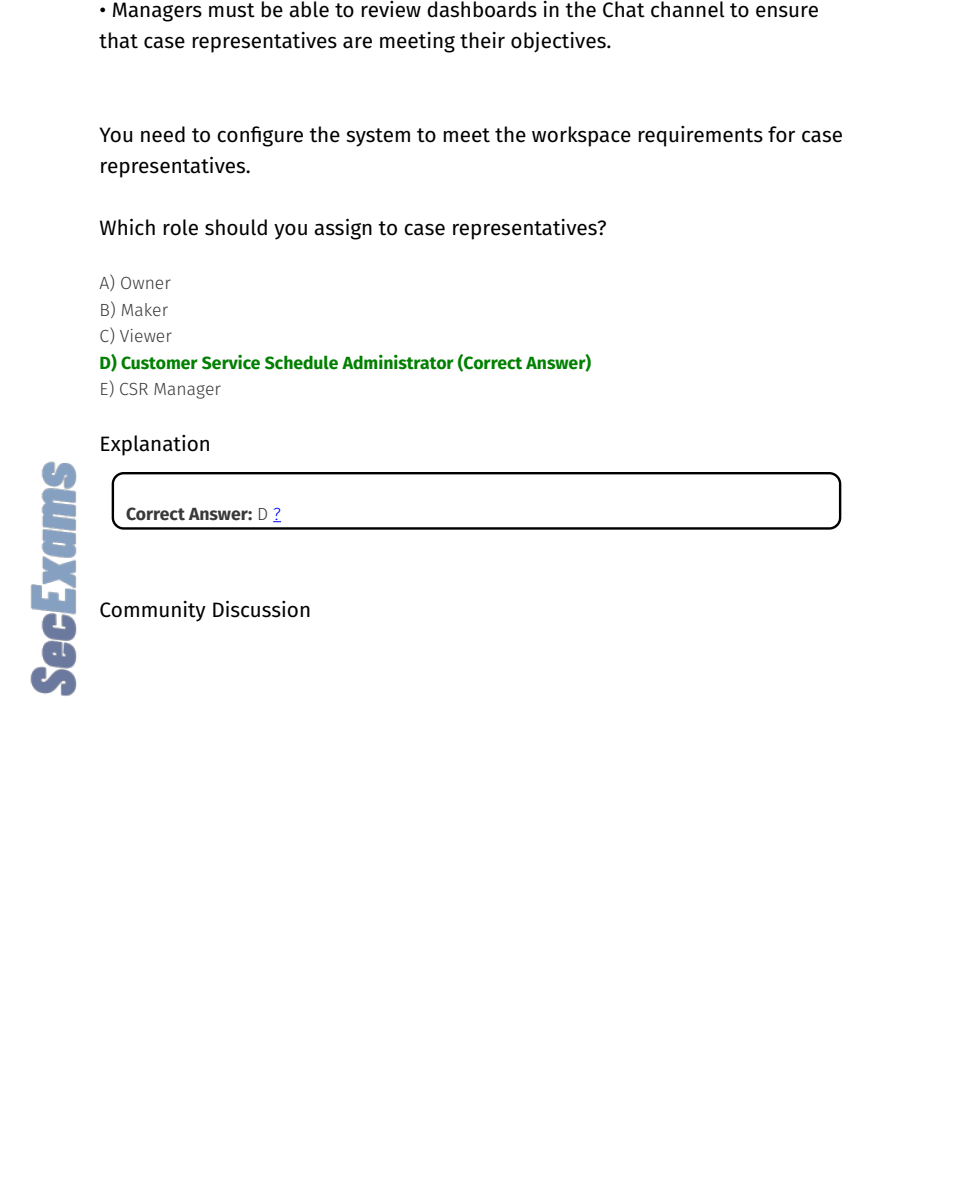 • Managers must be able to review dashboards in the Chat channel to ensure
that case representatives are meeting their objectives.
You need to configure the system to meet the workspace requirements for case
representatives.
Which role should you assign to case representatives?
A) Owner
B) Maker
C) Viewer
D) Customer Service Schedule Administrator (Correct Answer)
E) CSR Manager
Explanation
Correct Answer: D ?
SecExams
Community Discussion